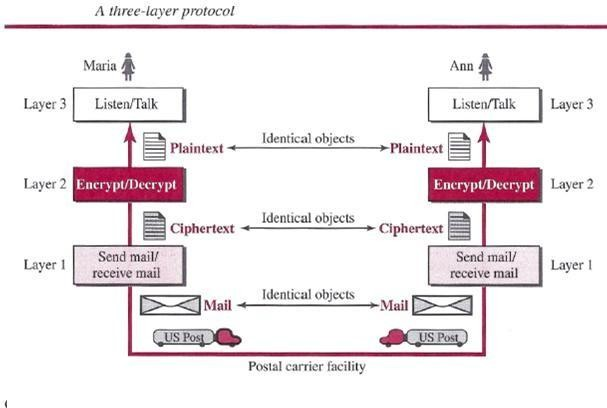 A three-layer protocol
Maria Ann
Layer 3 Listen/Talk Listen/Talk Layer 3
Identical objects
Plaintext Plaintext
Layer 2 Encrypt/Decrypt Encrypt/Decrypt Layer 2
Identical objects
Ciphertext Ciphertext
Layer 1 Send mail/ receive mail Send mail/ receive mail Layer 1
Identical objects
Mail Mail
US Post US Post
Postal carrier facility